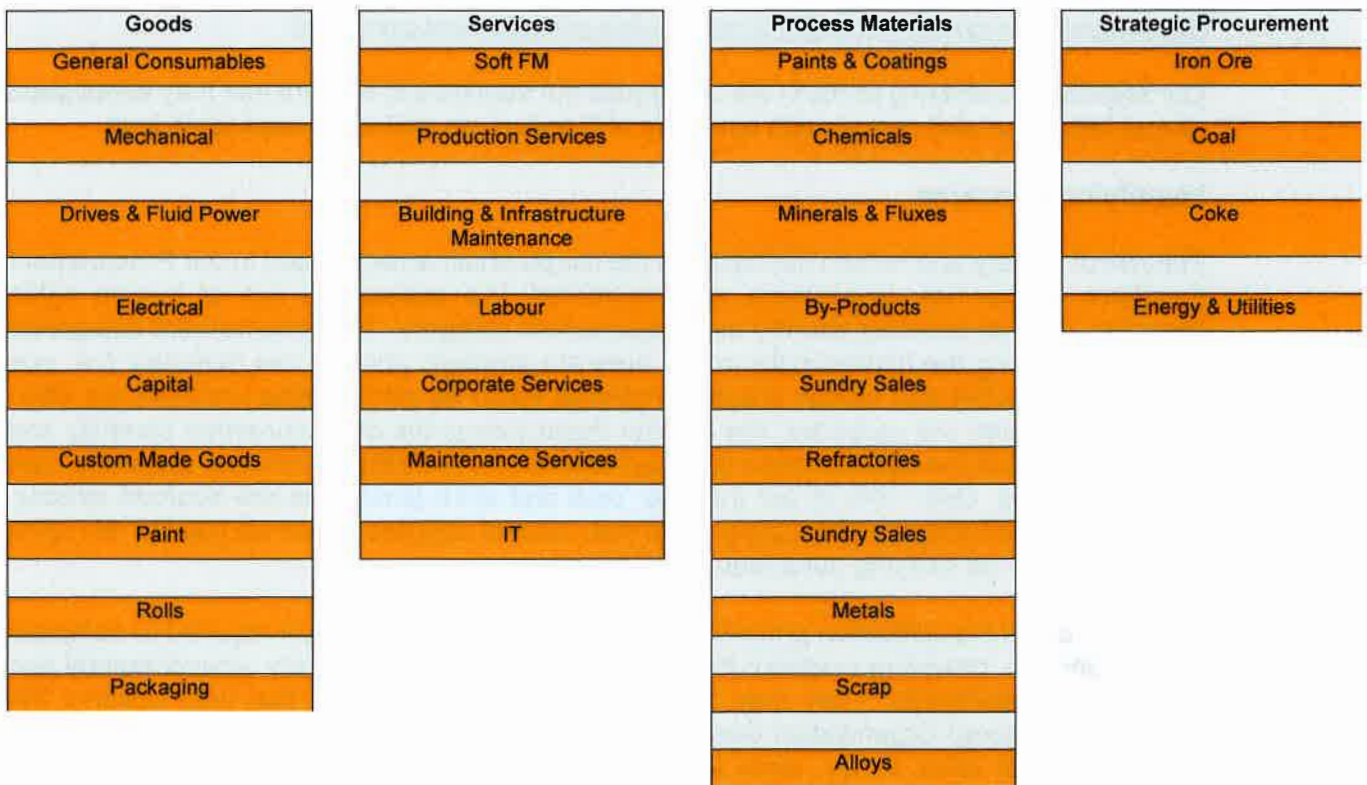 Goods
General Consumables
Mechanical
Drives & Fluid Power
Electrical
Capital
Custom Made Goods
Paint
Rolls
Packaging
Services
Soft FM
Production Services
Building & Infrastructure
Maintenance
Labour
Corporate Services
Maintenance Services
IT
Process Materials
Paints & Coatings
Chemicals
Minerals & Fluxes
By-Products
Sundry Sales
Refractories
Sundry Sales
Metals
Scrap
Alloys
Strategic Procurement
Iron Ore
Coal
Coke
Energy & Utilities